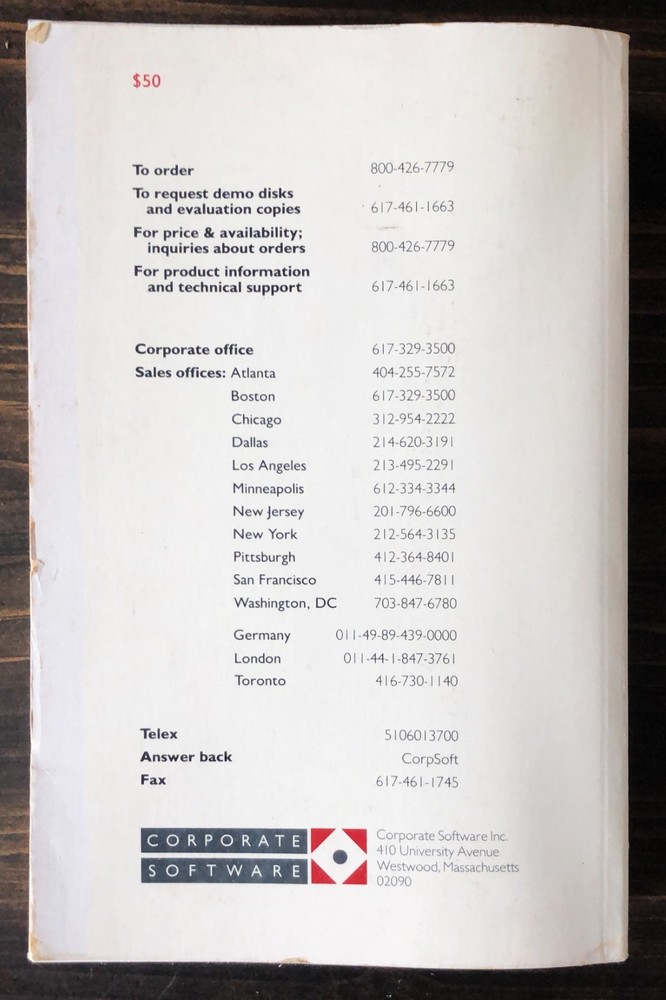 $50
To order 800-426-7779
To request demo disks
and evaluation copies 617-461-1663
For price & availability;
inquiries about orders 800-426-7779
For product information
and technical support 617-461-1663
Corporate office 617-329-3500
Sales offices: Atlanta 404-255-7572
Boston 617-329-3500
Chicago 312-954-2222
Dallas 214-620-3191
Los Angeles 213-495-2291
Minneapolis 612-334-3344
New Jersey 201-796-6600
New York 212-564-3135
Pittsburgh 412-364-8401
San Francisco 415-446-7811
Washington, DC 703-847-6780
Germany 011-49-89-439-0000
London 011-44-1-847-3761
Toronto 416-730-1140
Telex 5106013700
Answer back CorpSoft
Fax 617-461-1745
CORPORATE
SOFTWARE
Corporate Software Inc.
410 University Avenue
Westwood, Massachusetts
02090